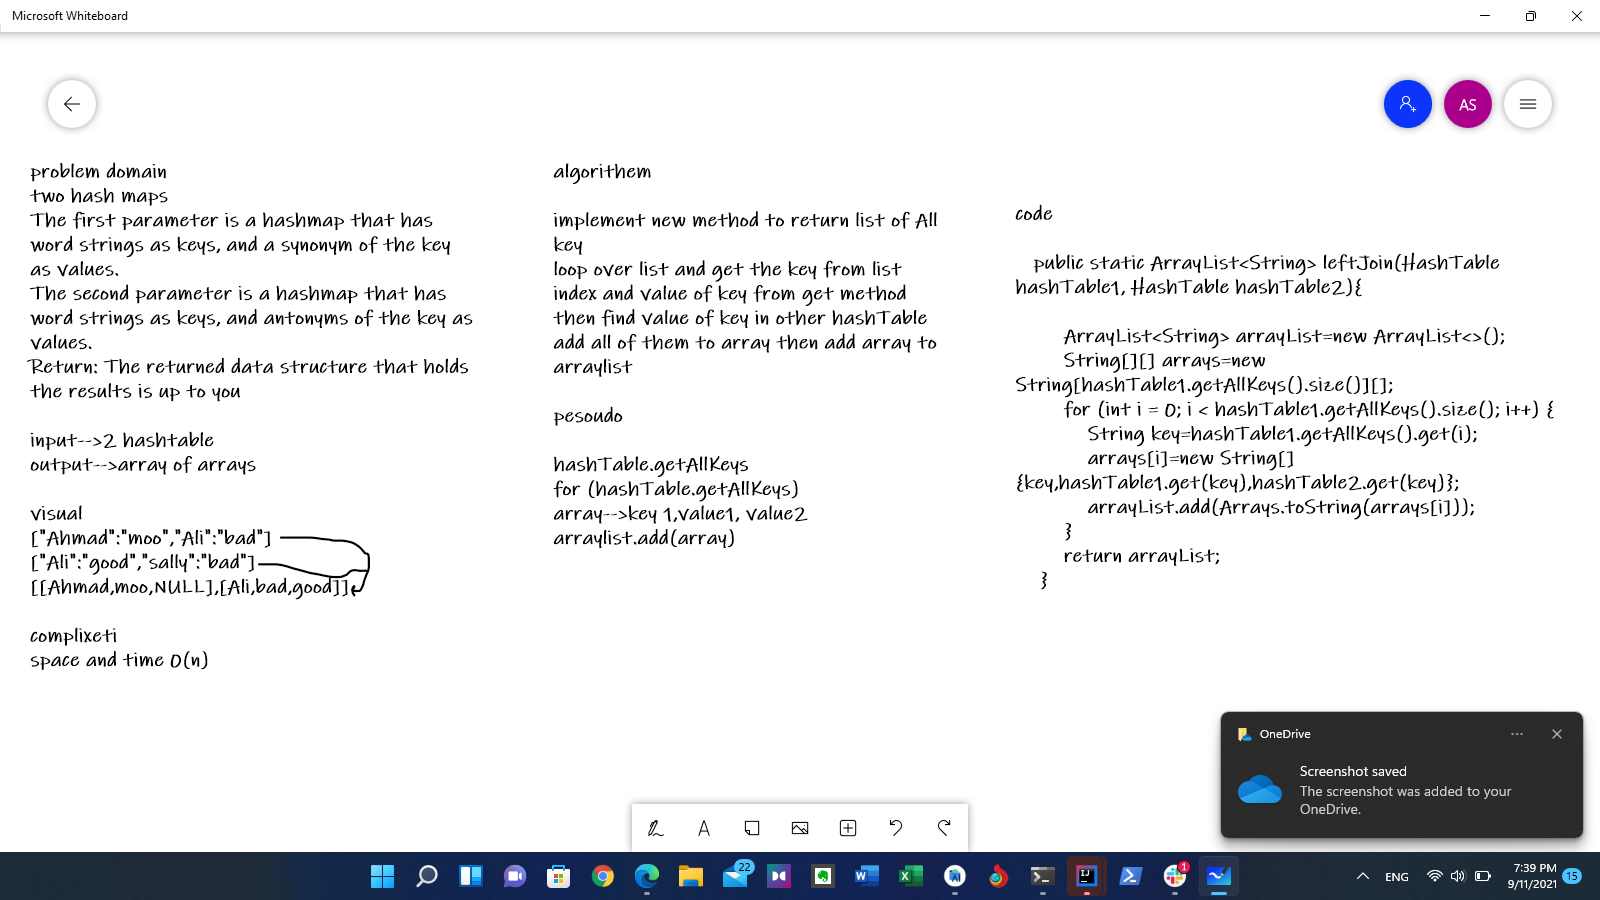 Microsoft Whiteboard
AS
problem domain
two hash maps
The first parameter is a hashmap that has
word strings as keys, and a synonym of the key
as values.
The second parameter is a hashmap that has
word strings as keys, and antonyms of the key as
values.
Return: The returned data structure that holds
the results is up to you
input-->2 hashtable
output-->array of arrays
visual
["Ahmad":"moo","Ali":"bad"]
["Ali":"good","sally":"bad"]
[[Ahmad,moo,NULL],[Ali,bad,good]]
complixeti
space and time O(n)
algorithem
implement new method to return list of All
key
loop over list and get the key from list
index and value of key from get method
then find value of key in other hashTable
add all of them to array then add array to
arraylist
pesoudo
hashTable.getAllKeys
for (hashTable.getAllKeys)
array-->key 1,value1, value2
arraylist.add(array)
code
public static ArrayList<String> leftJoin(HashTable
hashTable1, HashTable hashTable2){
ArrayList<String> arrayList=new ArrayList<>();
String[][] arrays=new
String[hashTable1.getAllKeys().size()][];
for (int i = 0; i < hashTable1.getAllKeys().size(); i++) {
String key=hashTable1.getAllKeys().get(i);
arrays[i]=new String[]
{key,hashTable1.get(key),hashTable2.get(key)};
arrayList.add(Arrays.toString(arrays[i]));
}
return arrayList;
}
OneDrive
Screenshot saved
The screenshot was added to your
OneDrive.
22
1
ENG
7:39 PM
9/11/2021
15